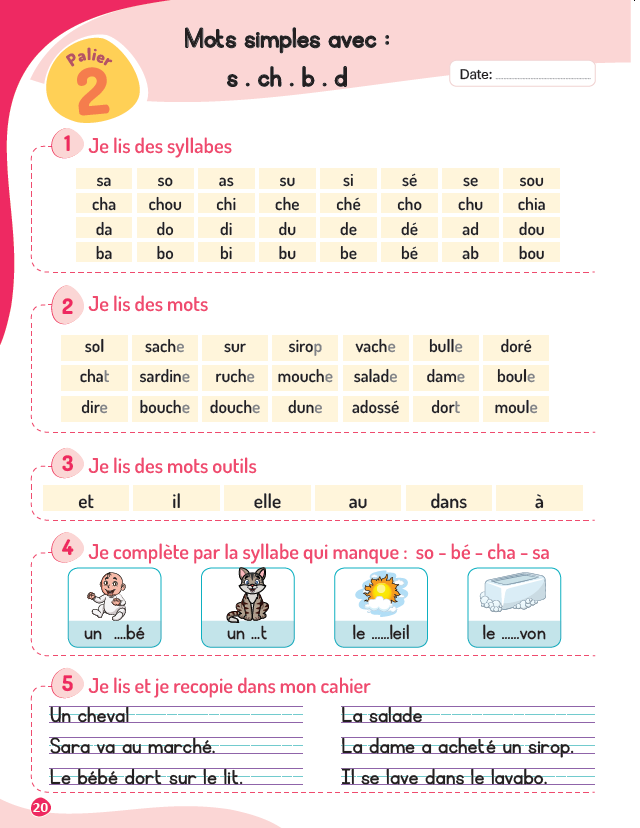 Mots simples avec :
s . ch . b . d
Palier
2
Date: ..............................
1 Je lis des syllabes
sa so as su si sé se sou
cha chou chi che ché cho chu chia
da do di du de dé ad dou
ba bo bi bu be bé ab bou
2 Je lis des mots
sol sache sur sirop vache bulle doré
chat sardine ruche mouche salade dame boule
dire bouche douche dune adossé dort moule
3 Je lis des mots outils
et il elle au dans à
4 Je complète par la syllabe qui manque : so - bé - cha - sa
un ....bé un ...t le ......leil le ......von
5 Je lis et je recopie dans mon cahier
Un cheval La salade
Sara va au marché. La dame a acheté un sirop.
Le bébé dort sur le lit. Il se lave dans le lavabo.
20